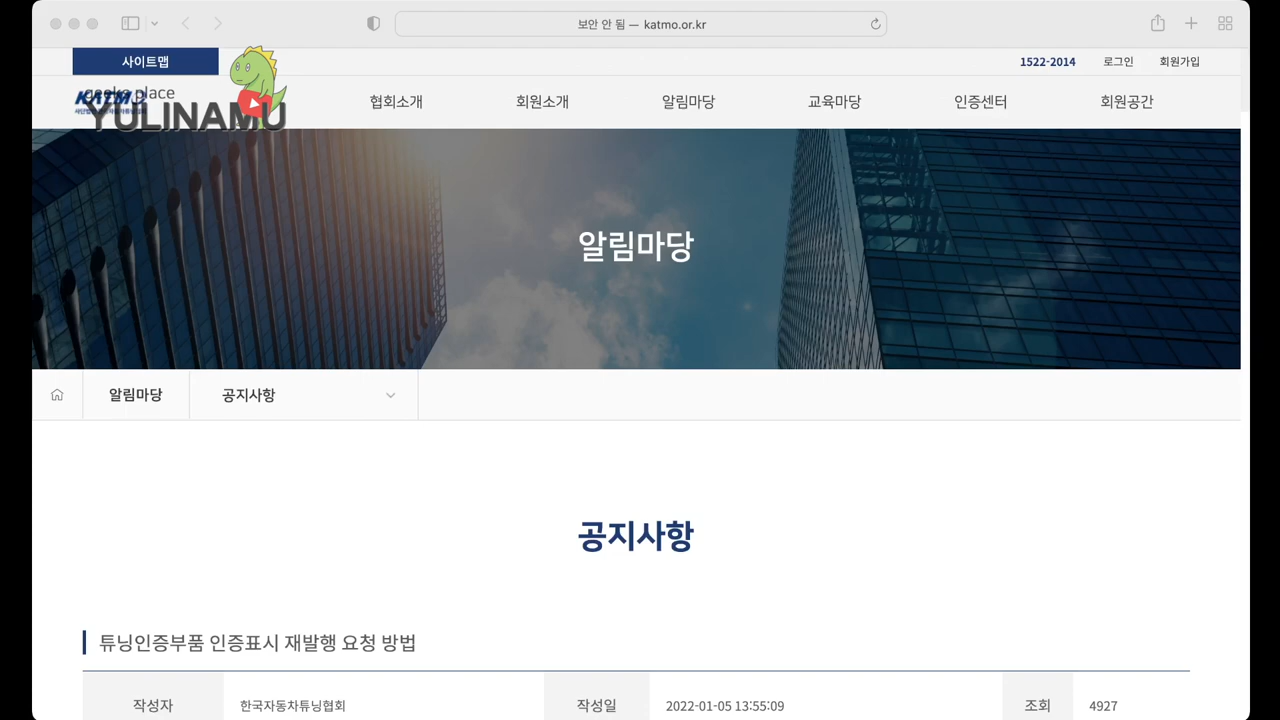 보안 안 됨 — katmo.or.kr
사이트맵
1522-2014 로그인 회원가입
geeks place
YULINAMU
KATMO
협회소개 회원소개 알림마당 교육마당 인증센터 회원공간
알림마당
알림마당 공지사항
공지사항
튜닝인증부품 인증표시 재발행 요청 방법
작성자 한국자동차튜닝협회 작성일 2022-01-05 13:55:09 조회 4927